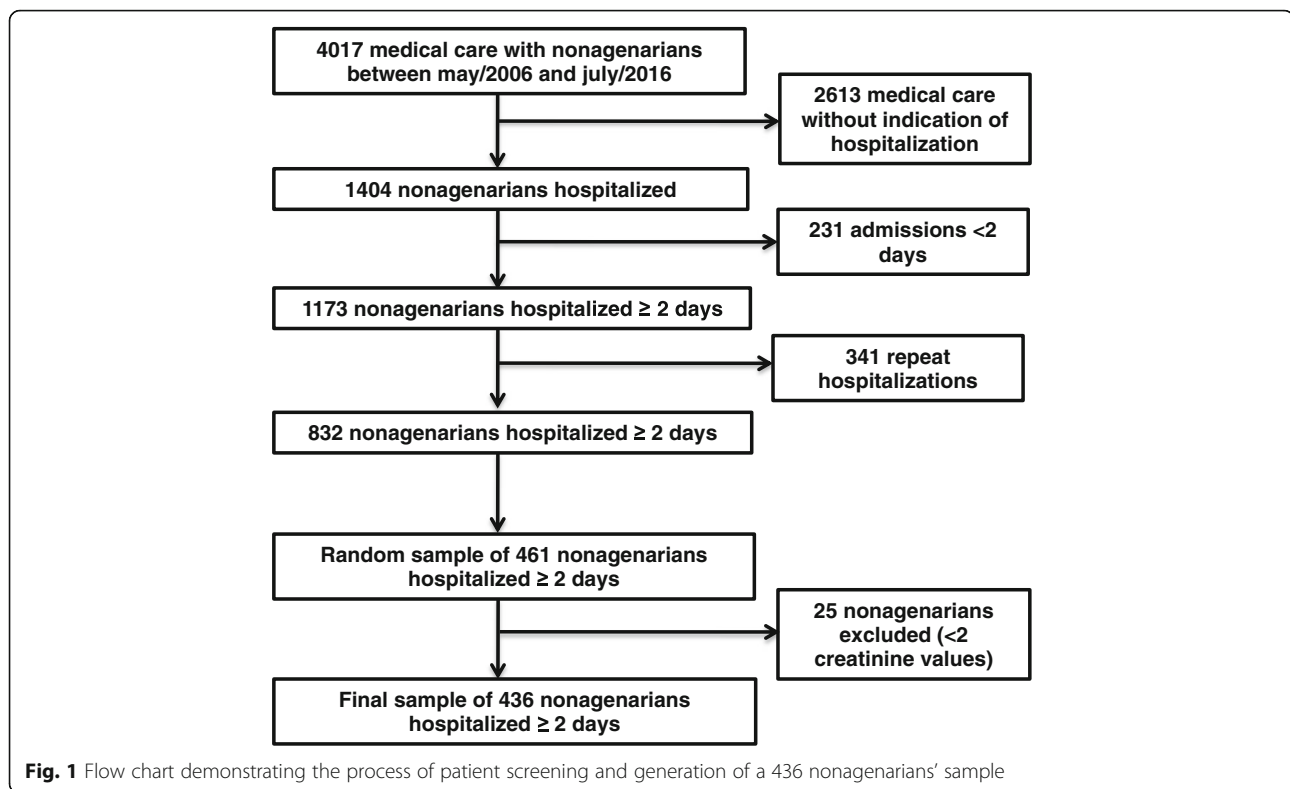 4017 medical care with nonagenarians
between may/2006 and july/2016
2613 medical care
without indication of
hospitalization
1404 nonagenarians hospitalized
231 admissions <2
days
1173 nonagenarians hospitalized ≥ 2 days
341 repeat
hospitalizations
832 nonagenarians hospitalized ≥ 2 days
Random sample of 461 nonagenarians
hospitalized ≥ 2 days
25 nonagenarians
excluded (<2
creatinine values)
Final sample of 436 nonagenarians
hospitalized ≥ 2 days
Fig. 1 Flow chart demonstrating the process of patient screening and generation of a 436 nonagenarians’ sample